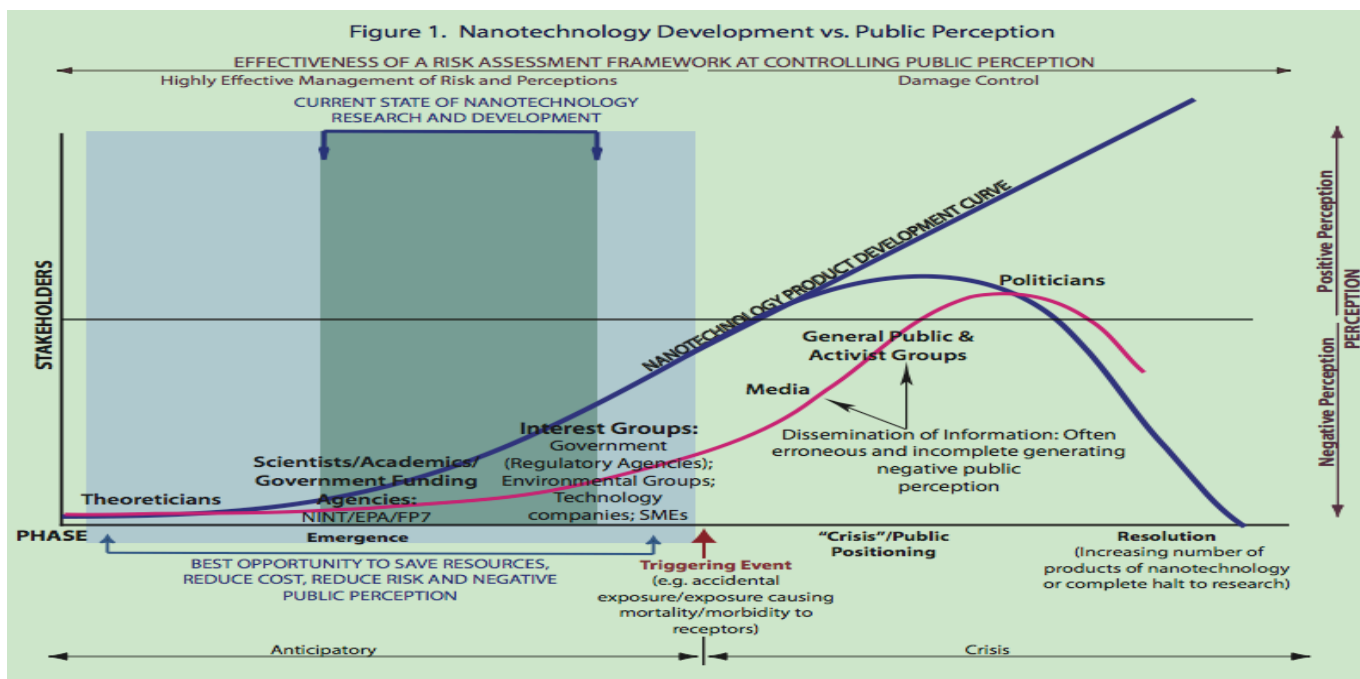 Figure 1. Nanotechnology Development vs. Public Perception
EFFECTIVENESS OF A RISK ASSESSMENT FRAMEWORK AT CONTROLLING PUBLIC PERCEPTION
Highly Effective Management of Risk and Perceptions
Damage Control
CURRENT STATE OF NANOTECHNOLOGY
RESEARCH AND DEVELOPMENT
STAKEHOLDERS
NANOTECHNOLOGY PRODUCT DEVELOPMENT CURVE
Positive Perception
PERCEPTION
Negative Perception
Politicians
General Public &
Activist Groups
Media
Dissemination of Information: Often
erroneous and incomplete generating
negative public
perception
Interest Groups:
Government
(Regulatory Agencies);
Environmental Groups;
Technology
companies; SMEs
Scientists/Academics/
Government Funding
Agencies:
NINT/EPA/FP7
Theoreticians
PHASE
Emergence
"Crisis"/Public
Positioning
Resolution
(Increasing number of
products of nanotechnology
or complete halt to research)
BEST OPPORTUNITY TO SAVE RESOURCES,
REDUCE COST, REDUCE RISK AND NEGATIVE
PUBLIC PERCEPTION
Triggering Event
(e.g. accidental
exposure/exposure causing
mortality/morbidity to
receptors)
Anticipatory
Crisis